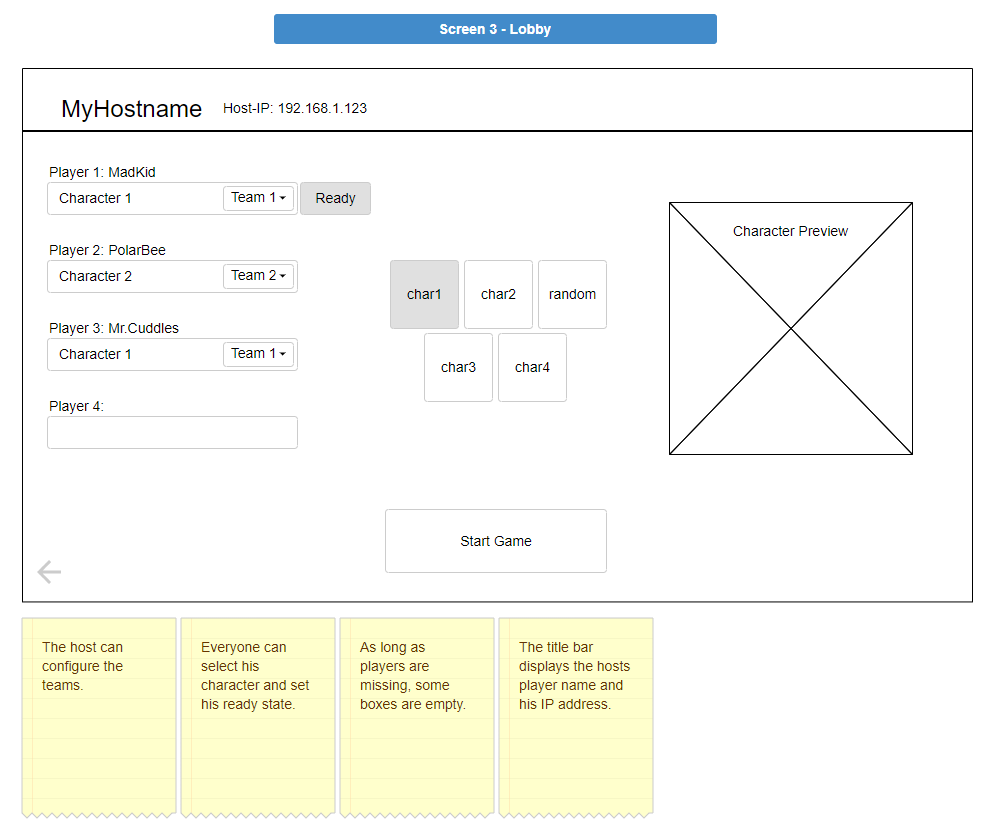 Screen 3 - Lobby
MyHostname
Host-IP: 192.168.1.123
Player 1: MadKid
Character 1
Team 1
Ready
Player 2: PolarBee
Character 2
Team 2
Player 3: Mr.Cuddles
Character 1
Team 1
Player 4:
char1
char2
random
char3
char4
Character Preview
Start Game
The host can
configure the
teams.
Everyone can
select his
character and set
his ready state.
As long as
players are
missing, some
boxes are empty.
The title bar
displays the hosts
player name and
his IP address.